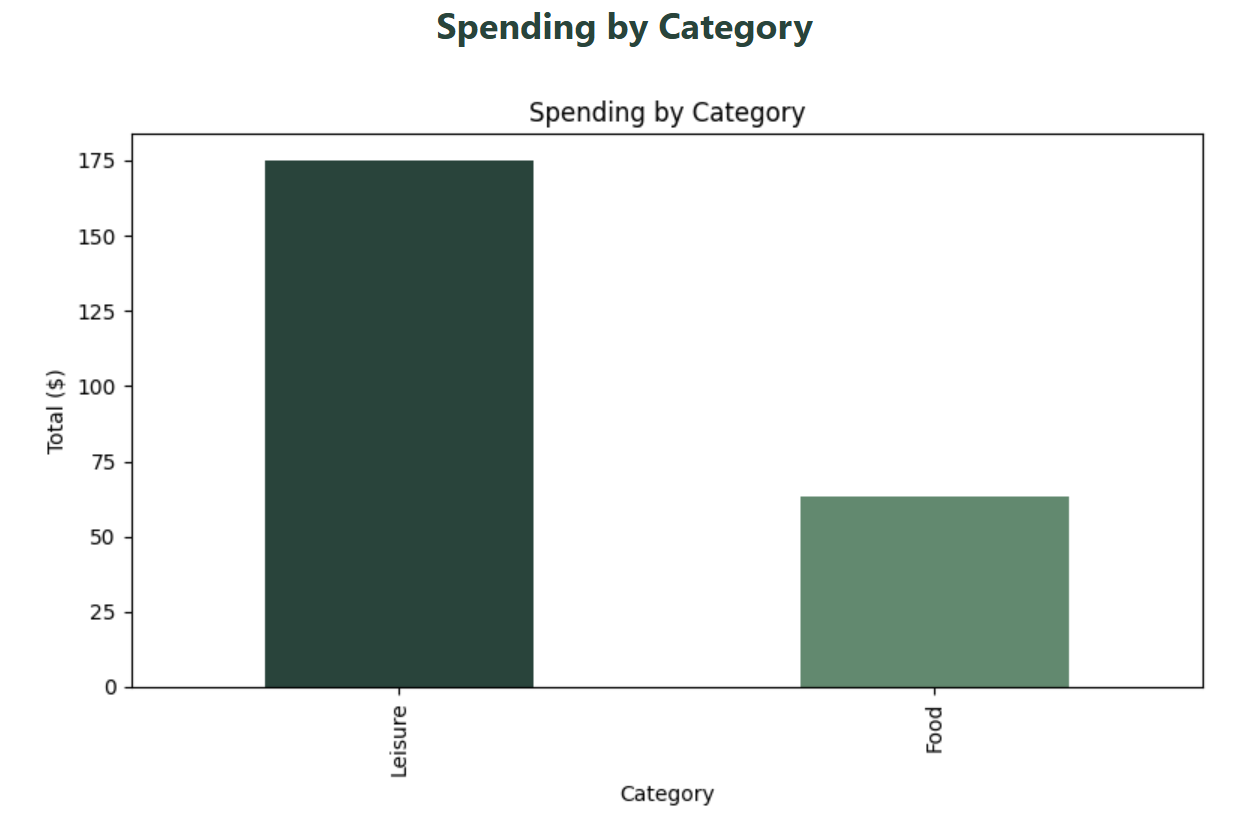 Spending by Category
Spending by Category
175
150
125
100
75
50
25
0
Total ($)
Leisure
Food
Category